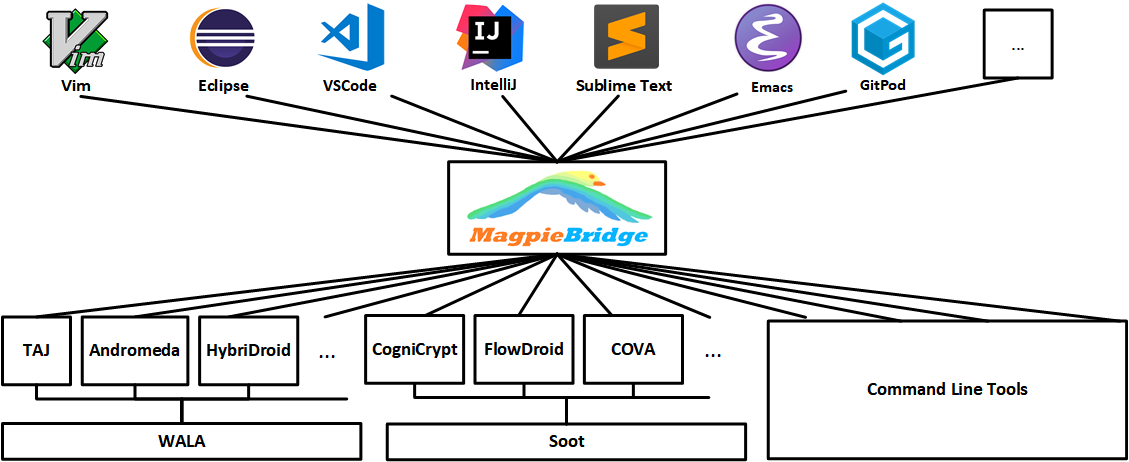 Vim
IJ
...
Vim
Eclipse
VSCode
IntelliJ
Sublime Text
Emacs
GitPod
MagpieBridge
TAJ
Andromeda
HybriDroid
...
CogniCrypt
FlowDroid
COVA
...
Command Line Tools
WALA
Soot